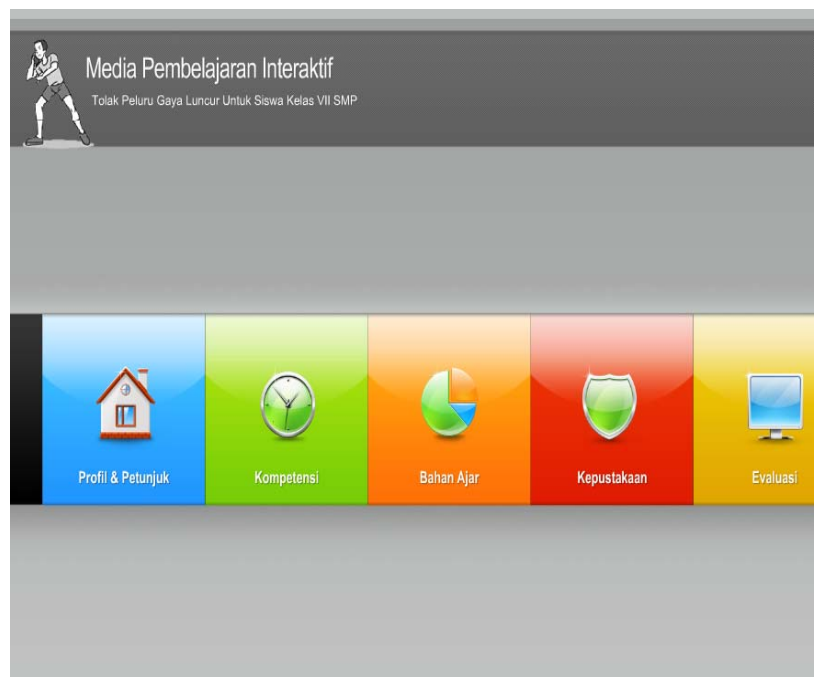 Media Pembelajaran Interaktif
Tolak Peluru Gaya Luncur Untuk Siswa Kelas VII SMP
Profil & Petunjuk
Kompetensi
Bahan Ajar
Kepustakaan
Evaluasi